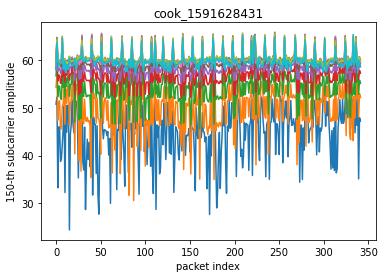 cook_1591628431
150-th subcarrier amplitude
60
50
40
30
0 50 100 150 200 250 300 350
packet index